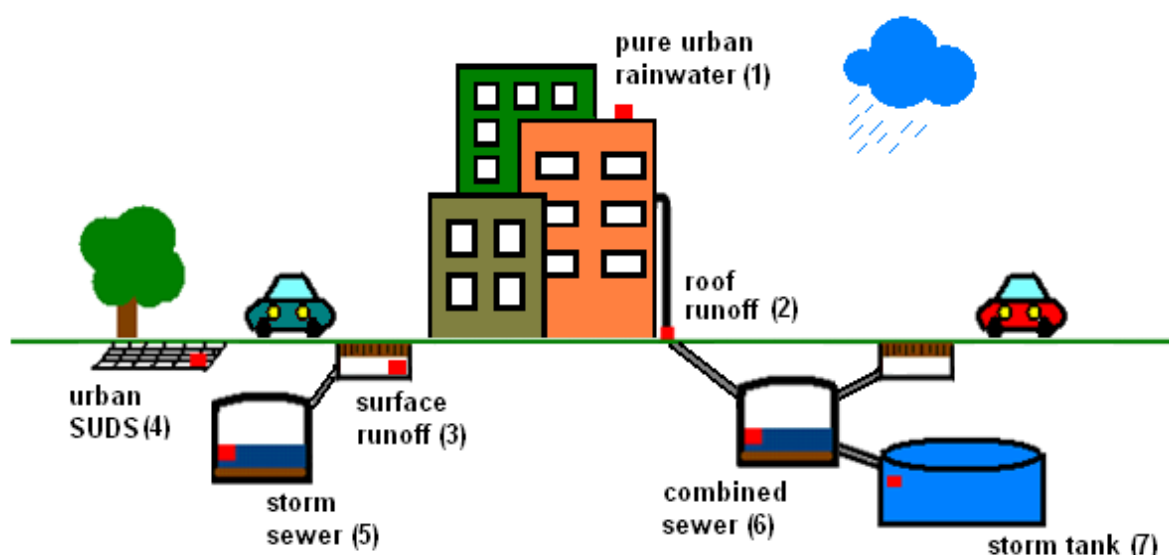 pure urban
rainwater (1)
roof
runoff (2)
urban
SUDS (4)
surface
runoff (3)
storm
sewer (5)
combined
sewer (6)
storm tank (7)